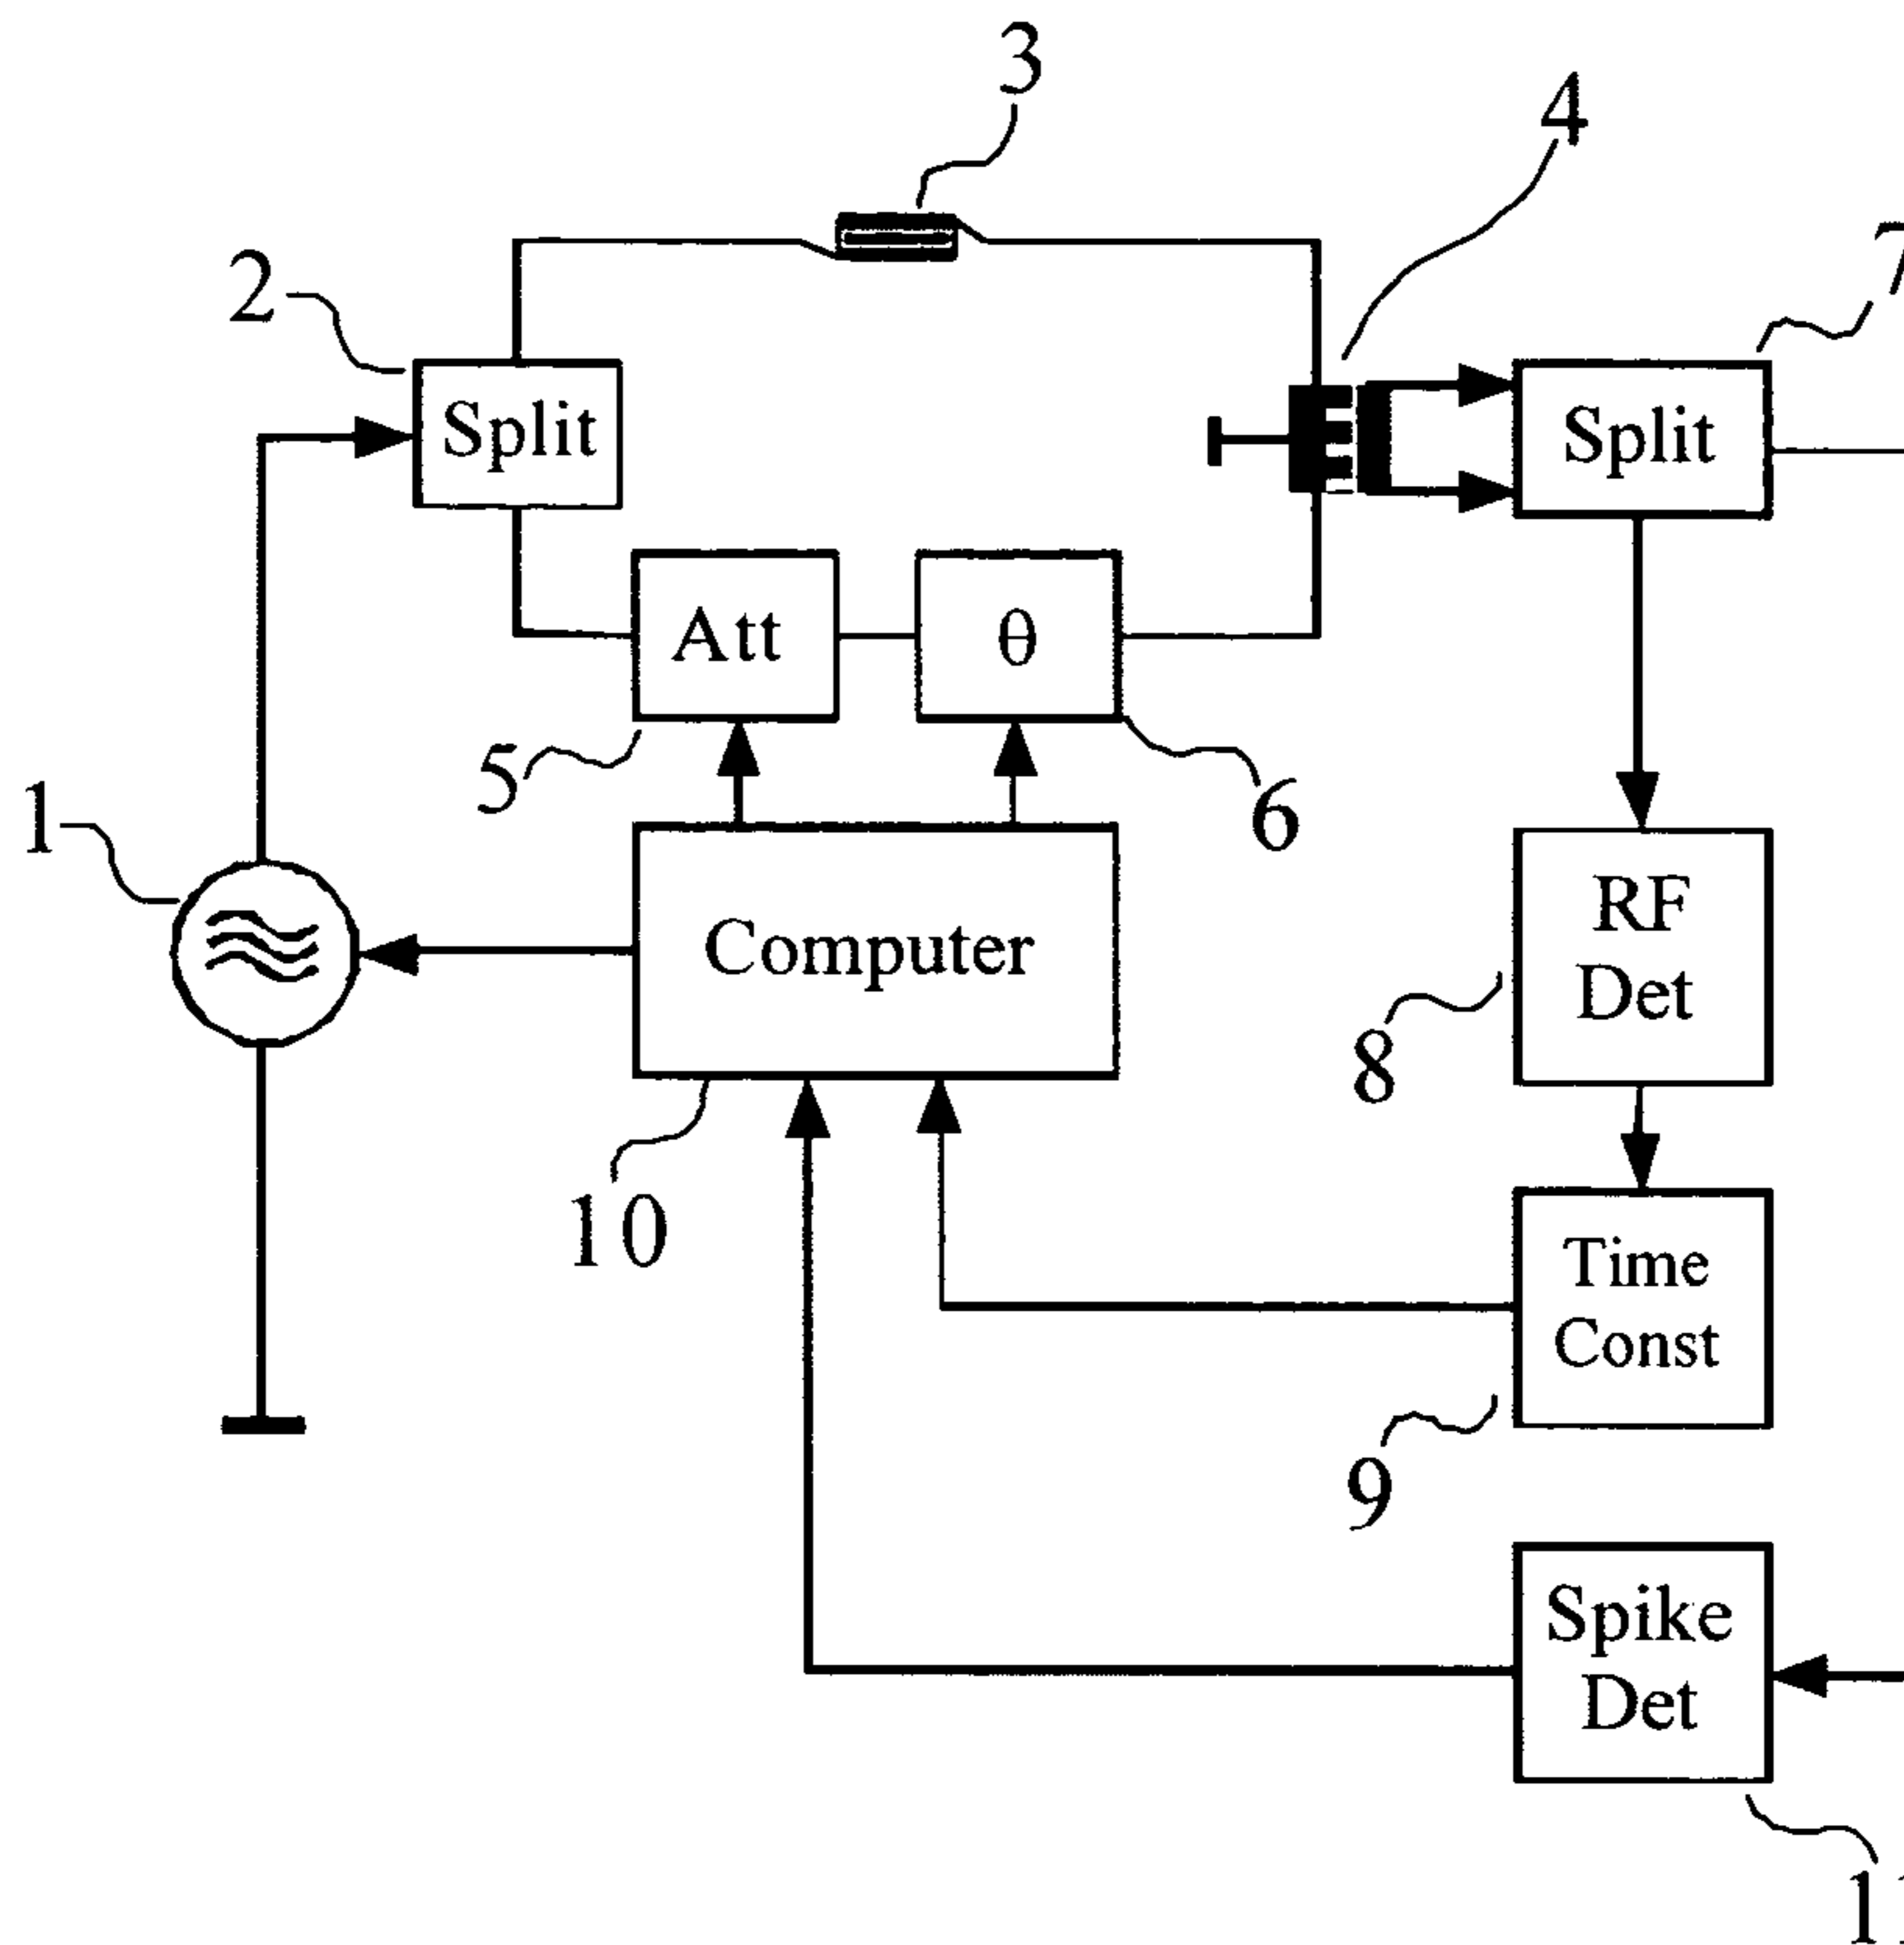 3
4
7
2
Split
Split
Att
θ
5
6
1
RF
Det
Computer
8
10
Time
Const
9
Spike
Det
11